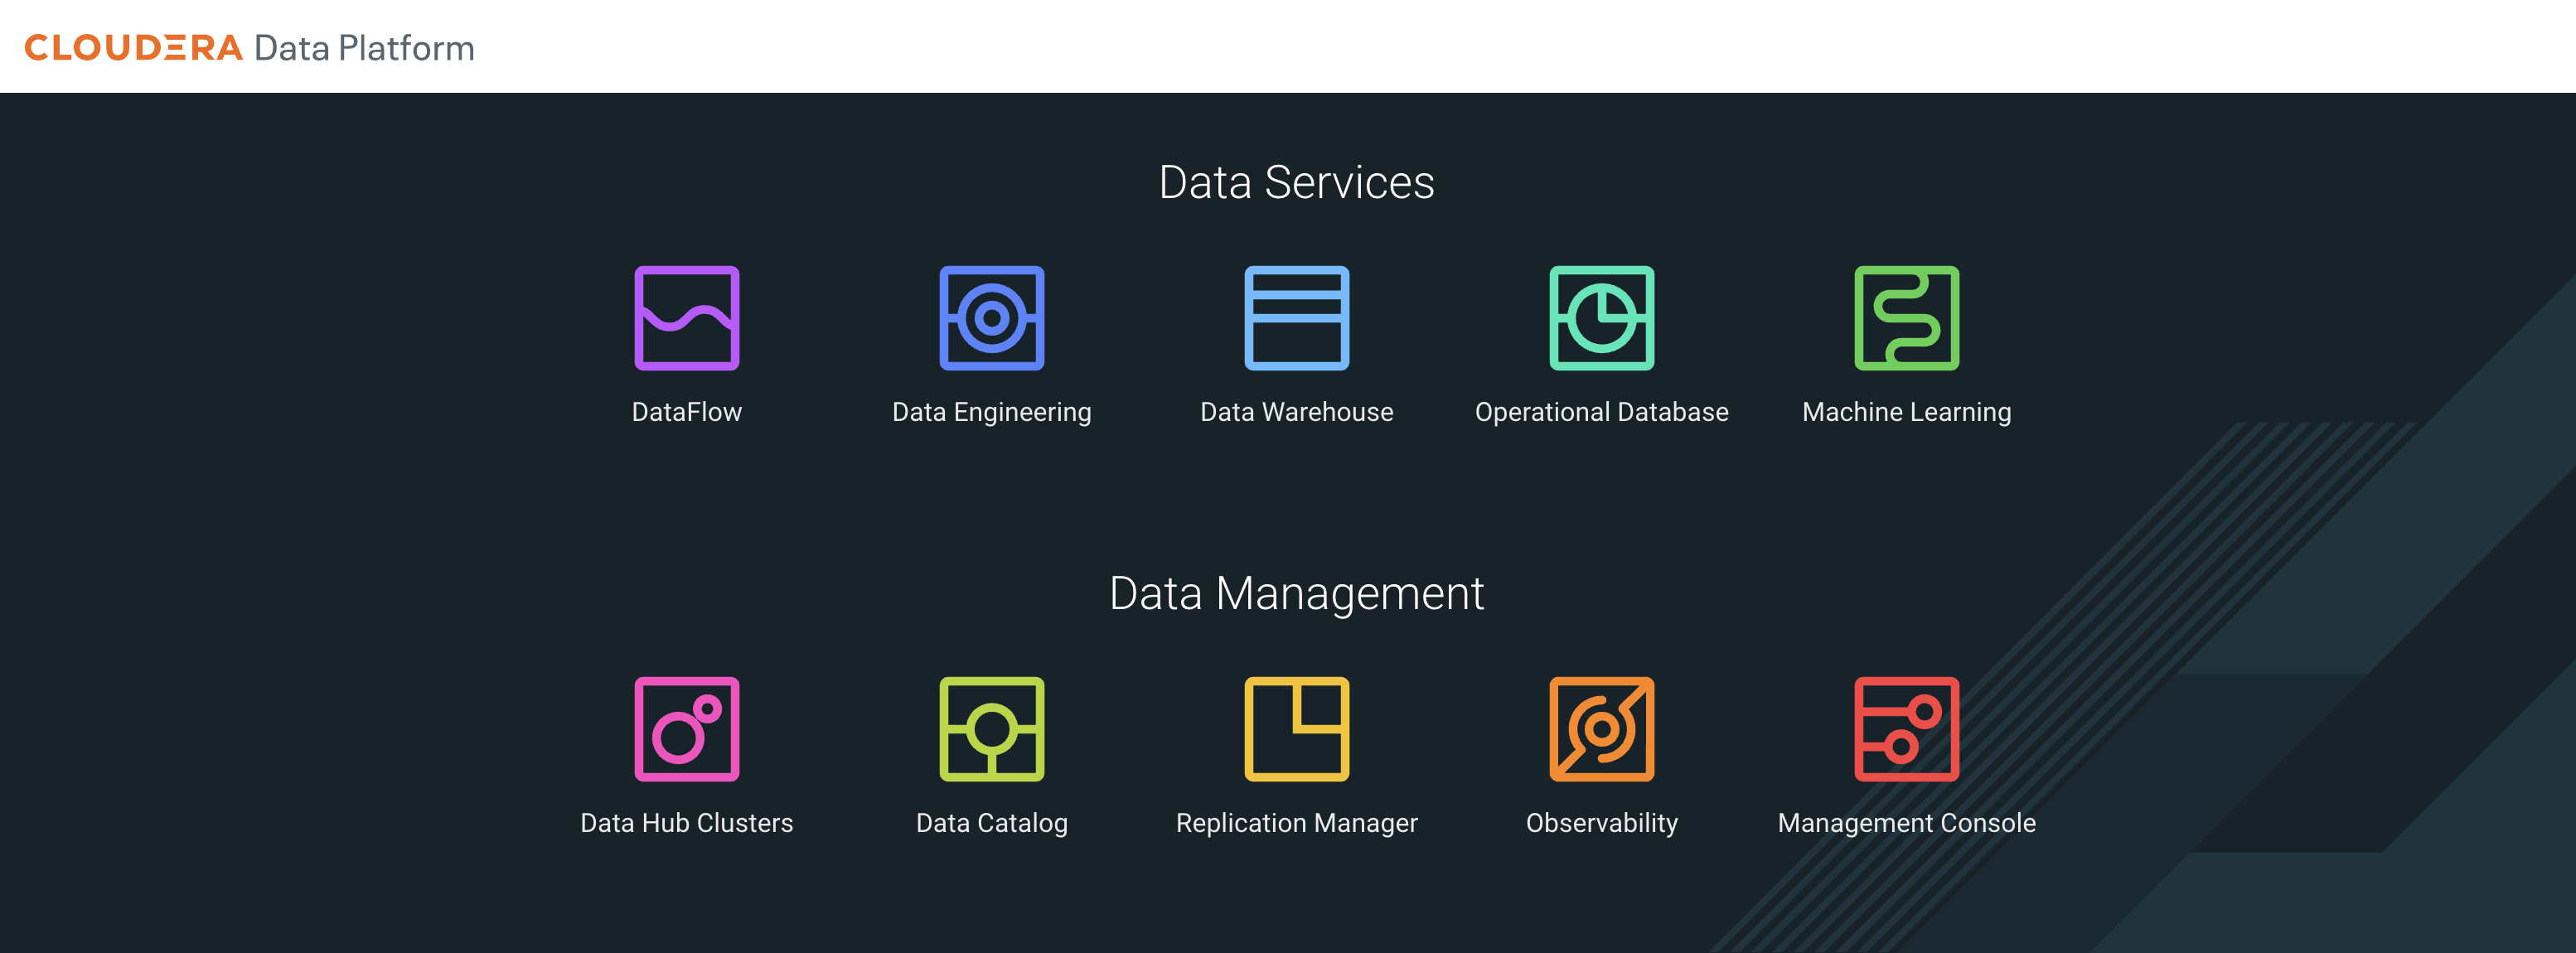 CLOUDERA Data Platform
Data Services
DataFlow
Data Engineering
Data Warehouse
Operational Database
Machine Learning
Data Management
Data Hub Clusters
Data Catalog
Replication Manager
Observability
Management Console